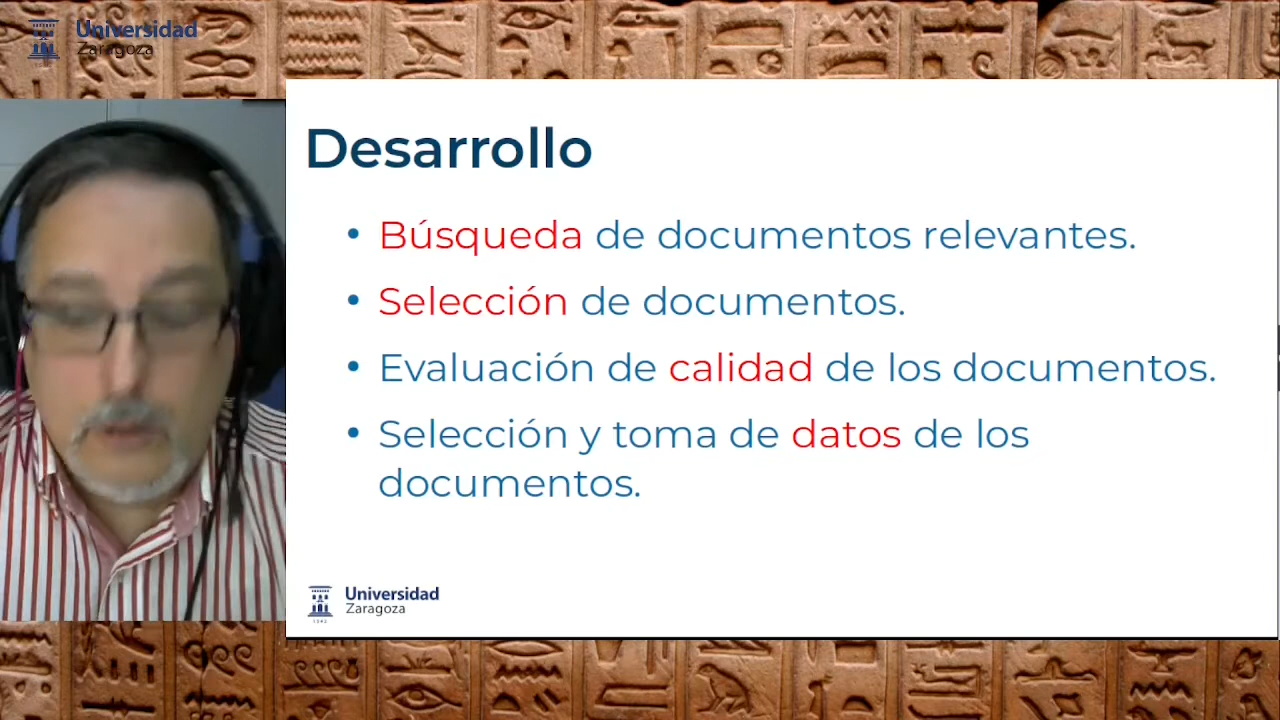 Universidad
Zaragoza
Desarrollo
• Búsqueda de documentos relevantes.
• Selección de documentos.
• Evaluación de calidad de los documentos.
• Selección y toma de datos de los
documentos.
Universidad
Zaragoza
1542